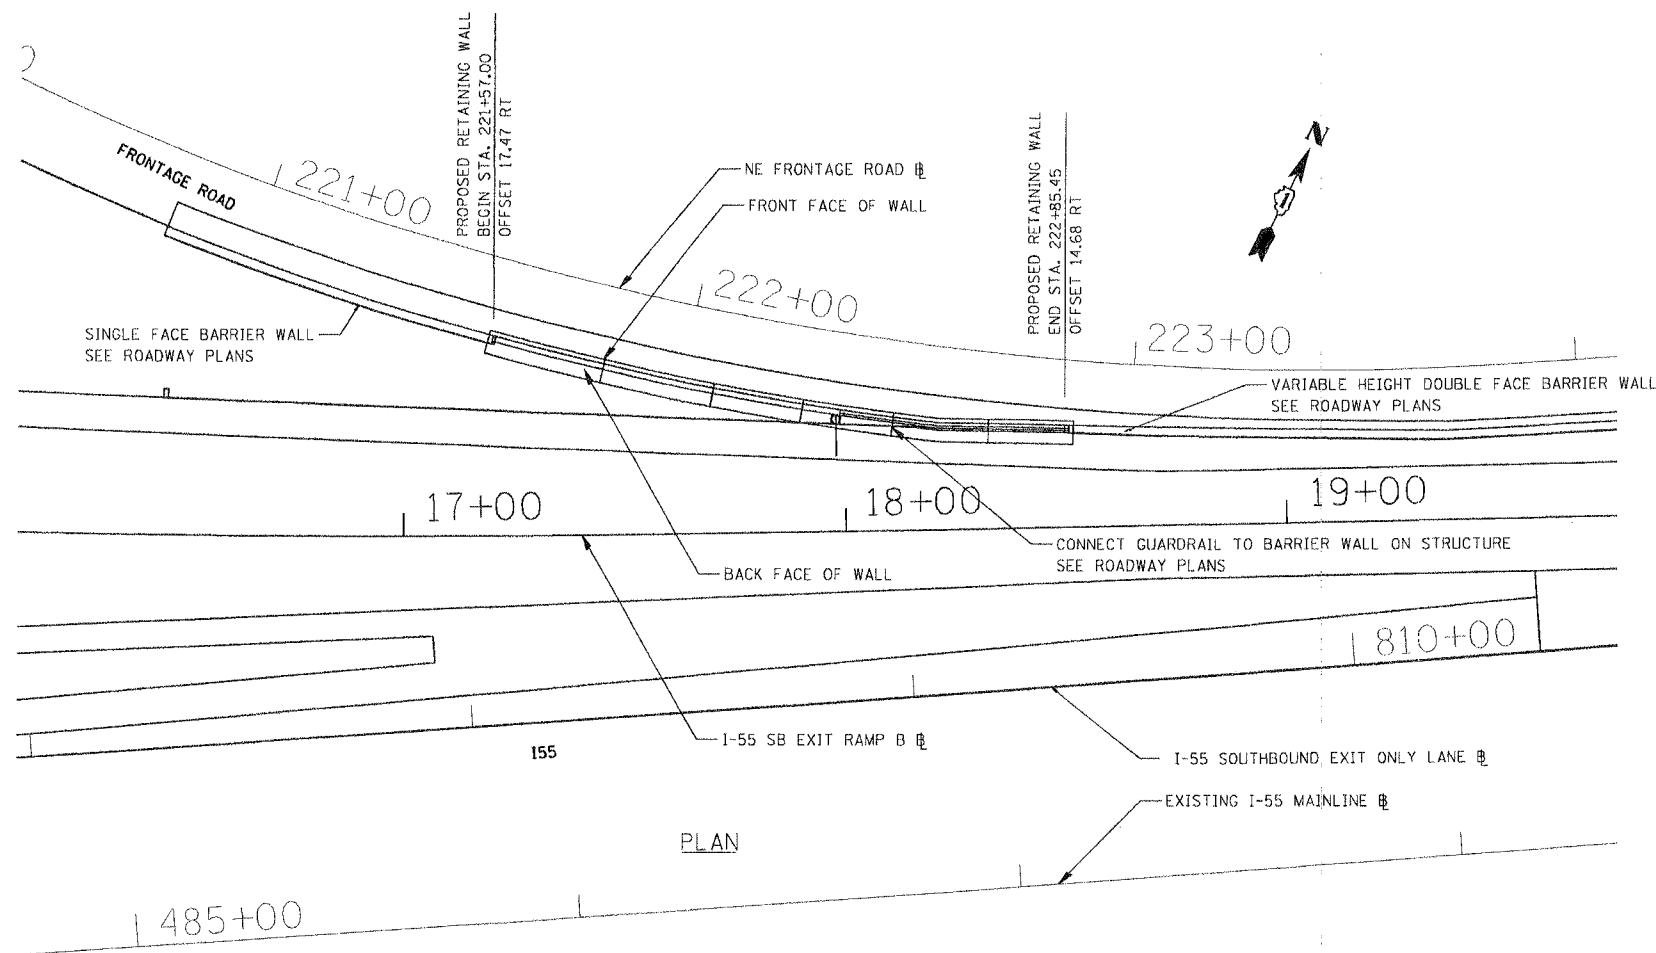 PROPOSED RETAINING WALL
BEGIN STA. 221+57.00
OFFSET 17.47 RT
PROPOSED RETAINING WALL
END STA. 222+85.45
OFFSET 14.68 RT
N
1
FRONTAGE ROAD
221+00
NE FRONTAGE ROAD ℄
FRONT FACE OF WALL
222+00
223+00
SINGLE FACE BARRIER WALL
SEE ROADWAY PLANS
VARIABLE HEIGHT DOUBLE FACE BARRIER WALL
SEE ROADWAY PLANS
17+00
18+00
19+00
CONNECT GUARDRAIL TO BARRIER WALL ON STRUCTURE
SEE ROADWAY PLANS
BACK FACE OF WALL
810+00
I-55 SB EXIT RAMP B ℄
I55
I-55 SOUTHBOUND EXIT ONLY LANE ℄
EXISTING I-55 MAINLINE ℄
PLAN
485+00